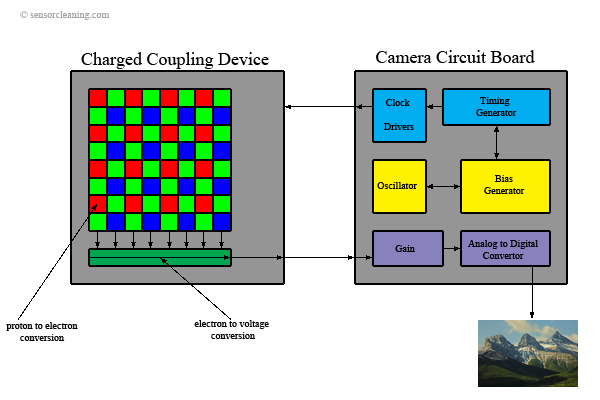 © sensorcleaning.com
Charged Coupling Device
Camera Circuit Board
Clock
Drivers
Timing
Generator
Oscillator
Bias
Generator
Gain
Analog to Digital
Convertor
proton to electron
conversion
electron to voltage
conversion